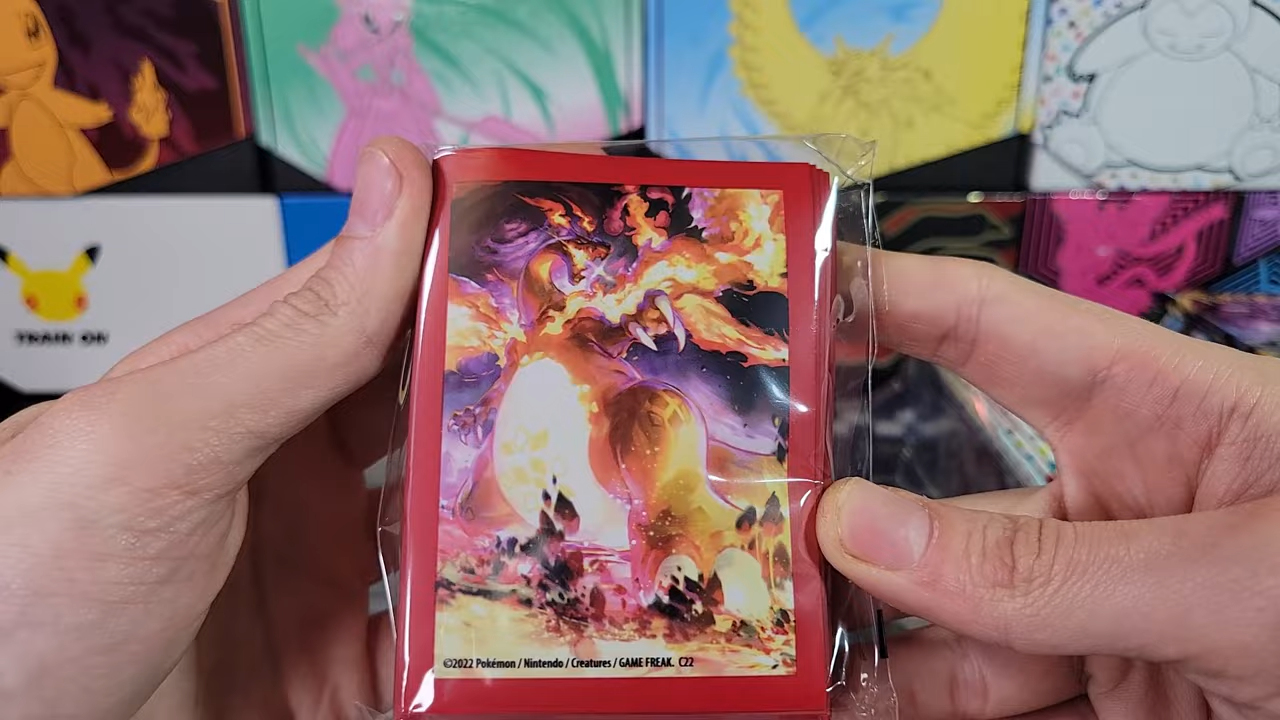 TRAIN ON
©2022 Pokémon / Nintendo / Creatures / GAME FREAK. C22